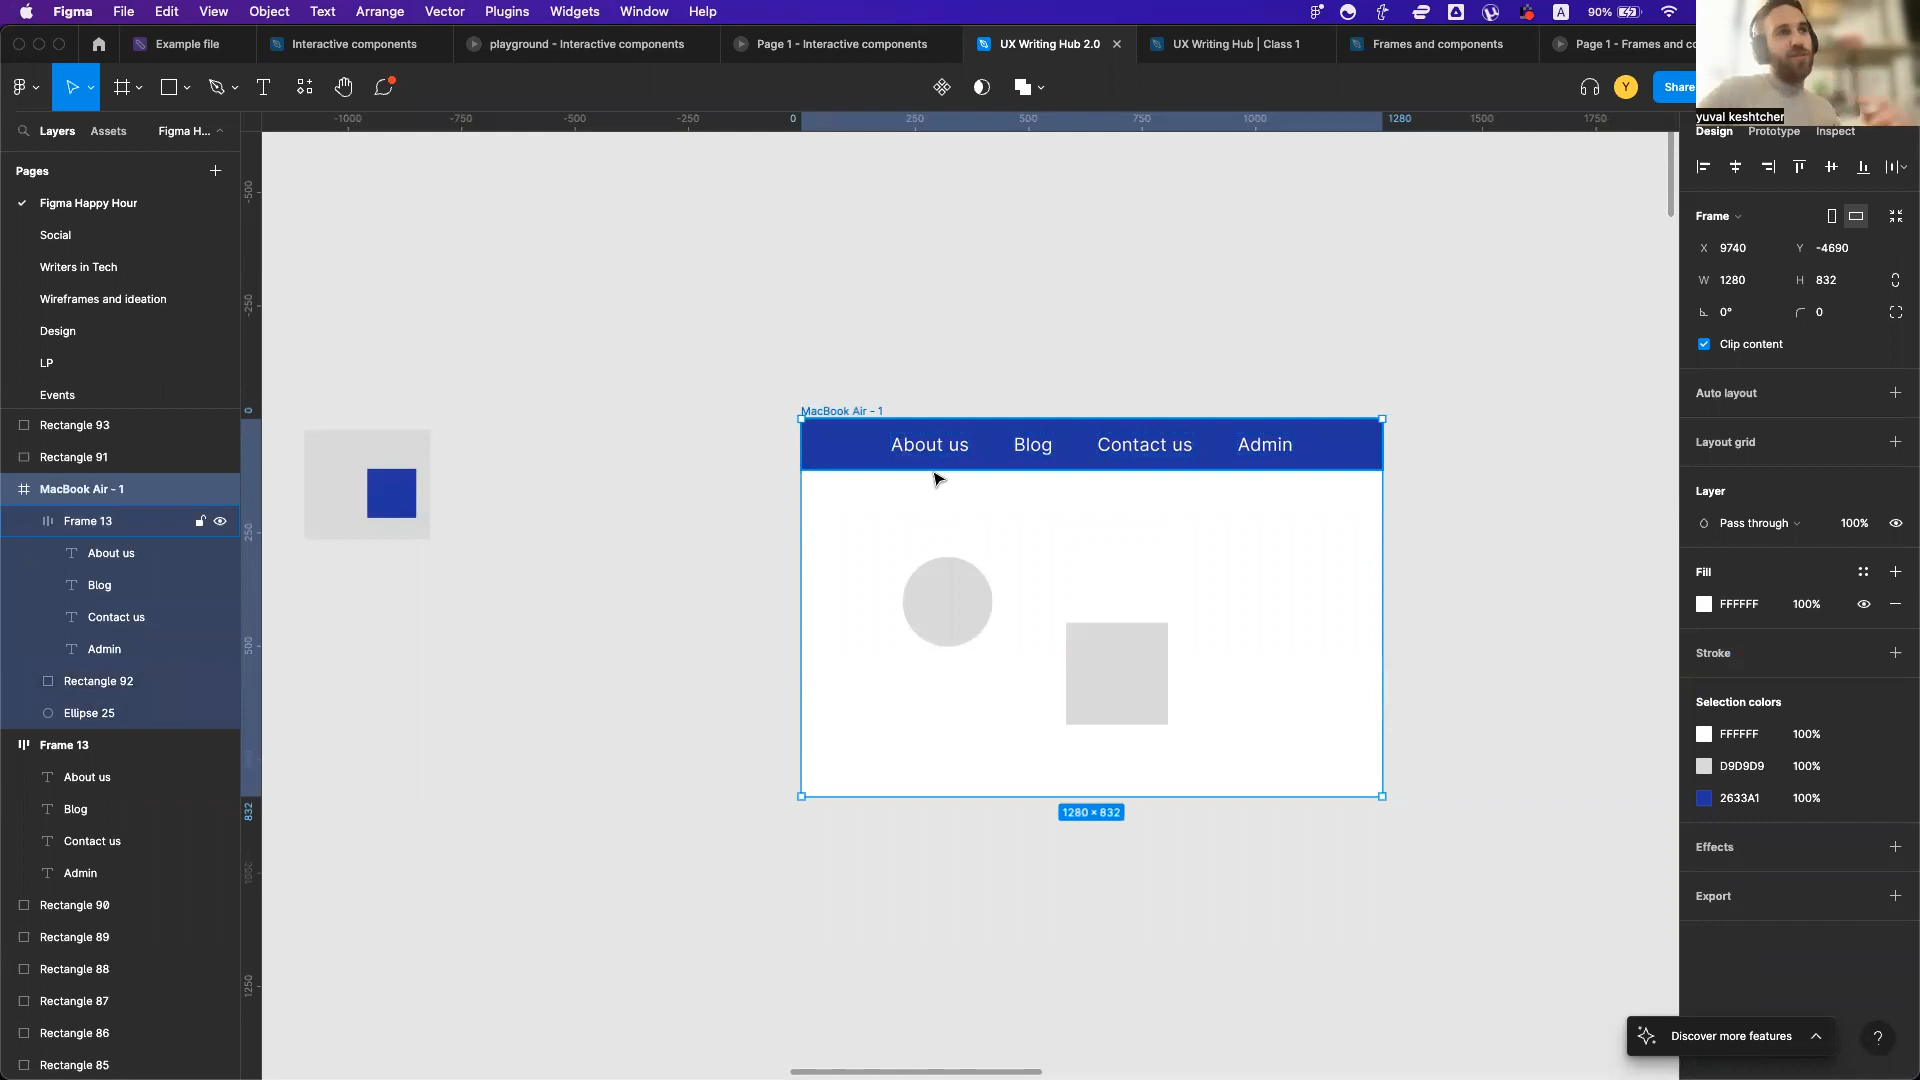 Figma File Edit View Object Text Arrange Vector Plugins Widgets Window Help
A 90%
Example file
Interactive components
playground - Interactive components
Page 1 - Interactive components
UX Writing Hub 2.0
UX Writing Hub | Class 1
Frames and components
Page 1 - Frames and co
Y
Share
yuval keshtcher
Layers Assets Figma H...
Pages
Figma Happy Hour
Social
Writers in Tech
Wireframes and ideation
Design
LP
Events
Rectangle 93
Rectangle 91
MacBook Air - 1
Frame 13
About us
Blog
Contact us
Admin
Rectangle 92
Ellipse 25
Frame 13
About us
Blog
Contact us
Admin
Rectangle 90
Rectangle 89
Rectangle 88
Rectangle 87
Rectangle 86
Rectangle 85
-1000 -750 -500 -250 0 250 500 750 1000 1280 1500 1750
-500
-250
0
250
500
832
1000
1250
MacBook Air - 1
About us Blog Contact us Admin
1280 × 832
Design Prototype Inspect
Frame
X 9740 Y -4690
W 1280 H 832
0° 0
Clip content
Auto layout
Layout grid
Layer
Pass through 100%
Fill
FFFFFF 100%
Stroke
Selection colors
FFFFFF 100%
D9D9D9 100%
2633A1 100%
Effects
Export
Discover more features
?